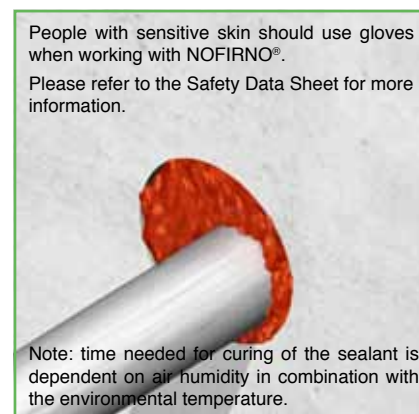 People with sensitive skin should use gloves
when working with NOFIRNO®.
Please refer to the Safety Data Sheet for more
information.
Note: time needed for curing of the sealant is
dependent on air humidity in combination with
the environmental temperature.